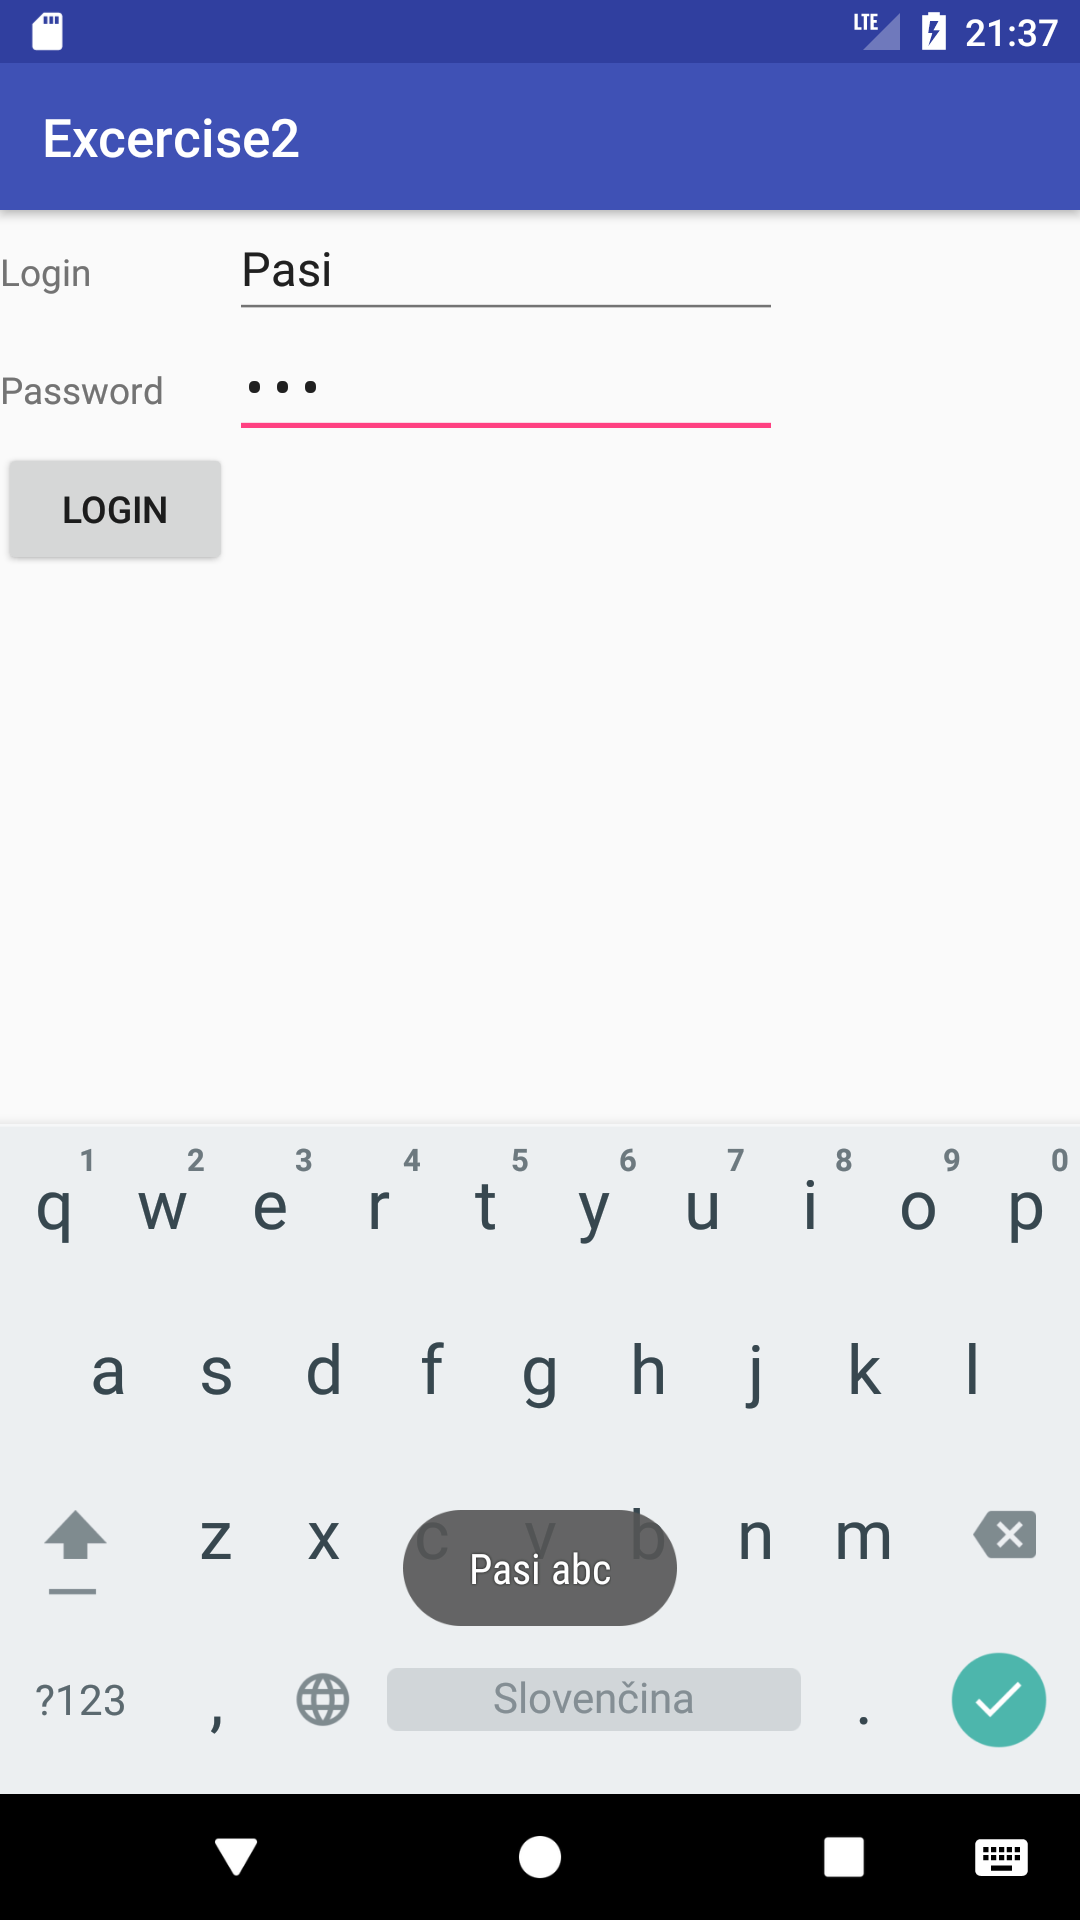 LTE 21:37
Excercise2
Login Pasi
Password •••
LOGIN
1 2 3 4 5 6 7 8 9 0
q w e r t y u i o p
a s d f g h j k l
z x c v b n m
Pasi abc
?123 , Slovenčina .